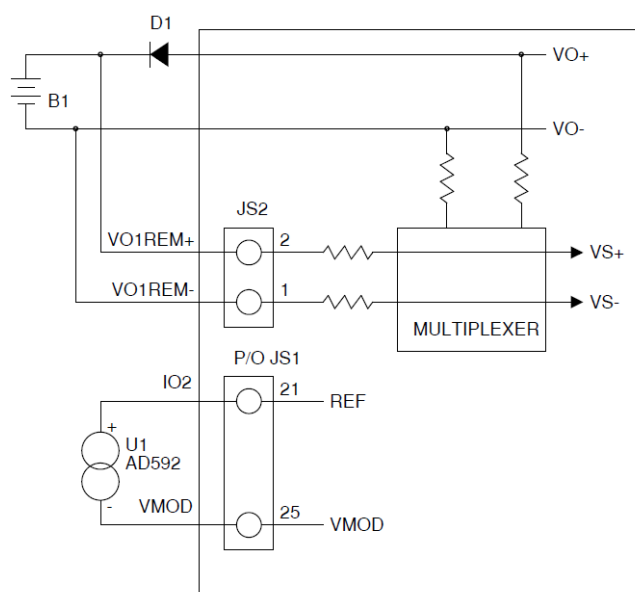 D1
VO+
B1
VO-
JS2
VO1REM+
2
VS+
VO1REM-
1
VS-
MULTIPLEXER
P/O JS1
IO2
21
REF
+
U1
AD592
-
VMOD
25
VMOD